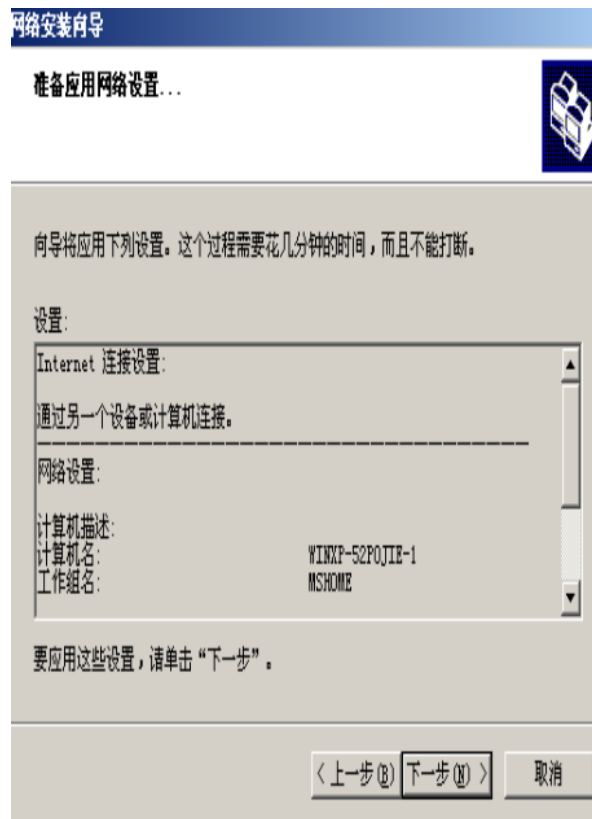 网络安装向导
准备应用网络设置...
向导将应用下列设置。这个过程需要花几分钟的时间，而且不能打断。
设置:
Internet 连接设置:
通过另一个设备或计算机连接。
网络设置:
计算机描述:
计算机名: WINXP-52POJIE-1
工作组名: MSHOME
要应用这些设置，请单击“下一步”。
< 上一步(B) 下一步(N) > 取消